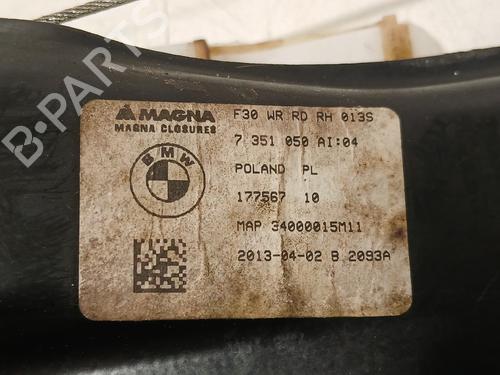 MAGNA
MAGNA CLOSURES
BMW
F30 WR RD RH 013S
7 351 050 AI:04
POLAND PL
177567 10
MAP 34000015M11
2013-04-02 B 2093A
B-PARTS